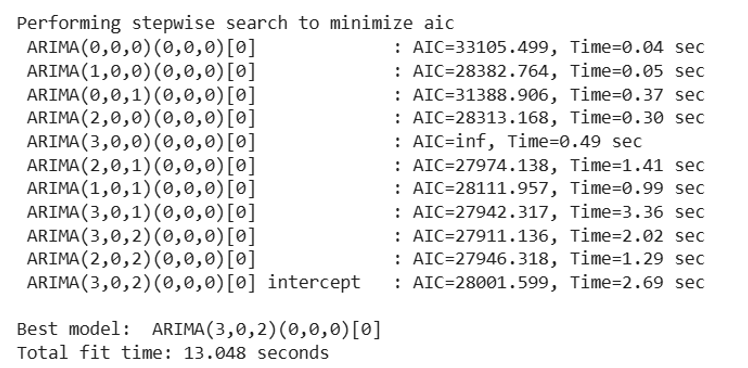 Performing stepwise search to minimize aic
ARIMA(0,0,0)(0,0,0)[0] : AIC=33105.499, Time=0.04 sec
ARIMA(1,0,0)(0,0,0)[0] : AIC=28382.764, Time=0.05 sec
ARIMA(0,0,1)(0,0,0)[0] : AIC=31388.906, Time=0.37 sec
ARIMA(2,0,0)(0,0,0)[0] : AIC=28313.168, Time=0.30 sec
ARIMA(3,0,0)(0,0,0)[0] : AIC=inf, Time=0.49 sec
ARIMA(2,0,1)(0,0,0)[0] : AIC=27974.138, Time=1.41 sec
ARIMA(1,0,1)(0,0,0)[0] : AIC=28111.957, Time=0.99 sec
ARIMA(3,0,1)(0,0,0)[0] : AIC=27942.317, Time=3.36 sec
ARIMA(3,0,2)(0,0,0)[0] : AIC=27911.136, Time=2.02 sec
ARIMA(2,0,2)(0,0,0)[0] : AIC=27946.318, Time=1.29 sec
ARIMA(3,0,2)(0,0,0)[0] intercept : AIC=28001.599, Time=2.69 sec
Best model: ARIMA(3,0,2)(0,0,0)[0]
Total fit time: 13.048 seconds